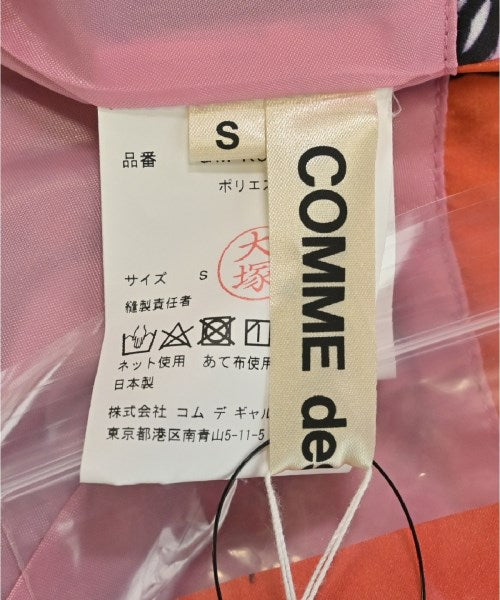 S
COMME des
品番
ポリエス
大塚
サイズ S
縫製責任者
ネット使用 あて布使用
日本製
株式会社 コム デ ギャル
東京都港区南青山5-11-5